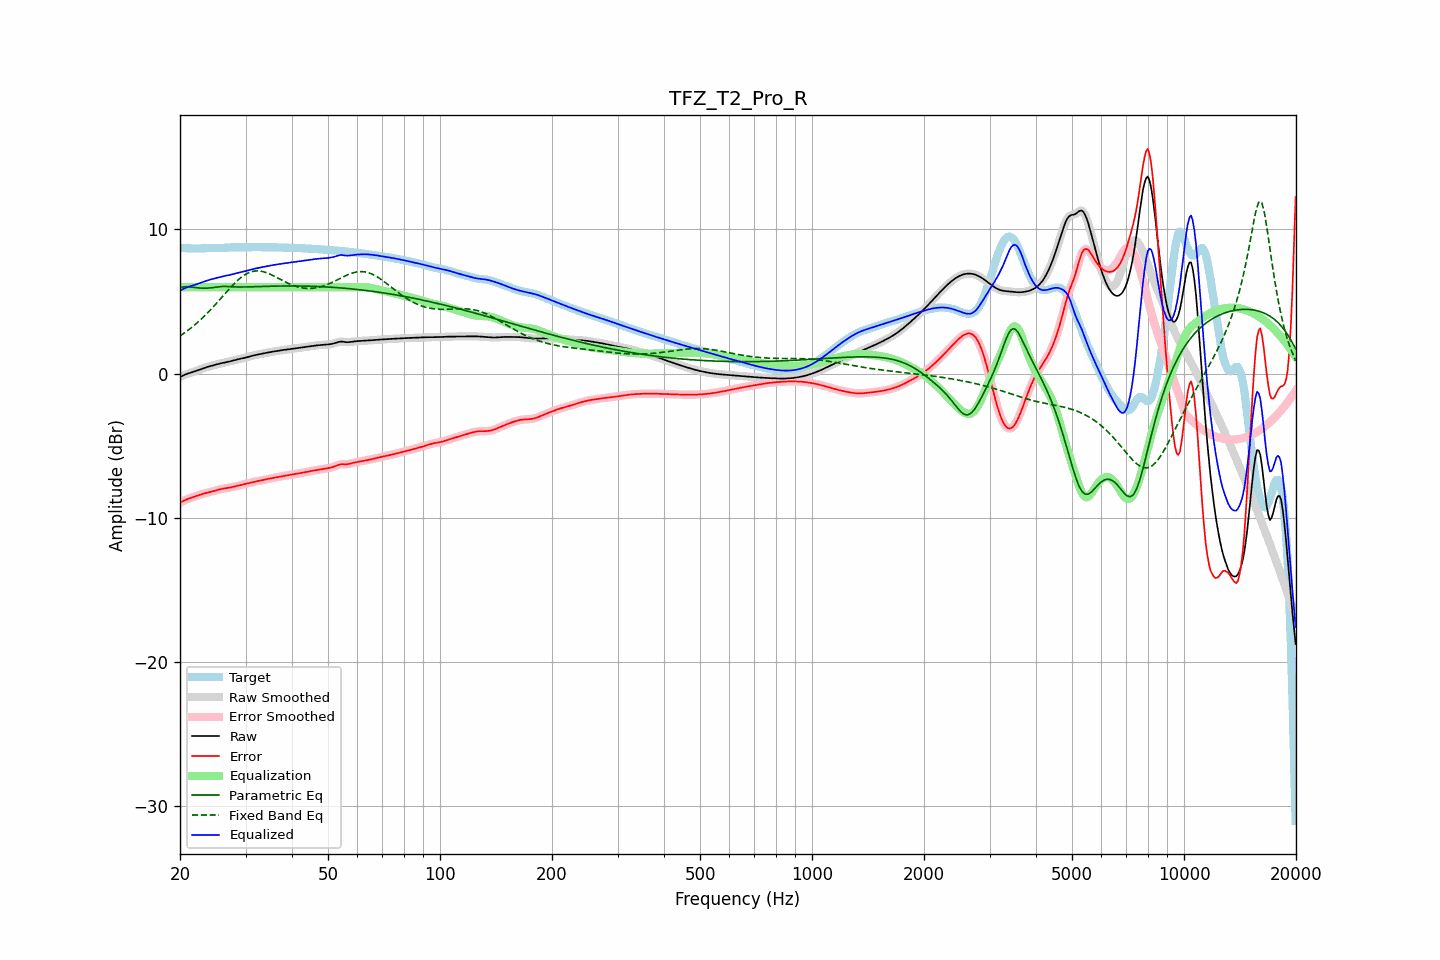 TFZ_T2_Pro_R
Amplitude (dBr)
10
0
−10
−20
−30
Target
Raw Smoothed
Error Smoothed
Raw
Error
Equalization
Parametric Eq
Fixed Band Eq
Equalized
20 50 100 200 500 1000 2000 5000 10000 20000
Frequency (Hz)